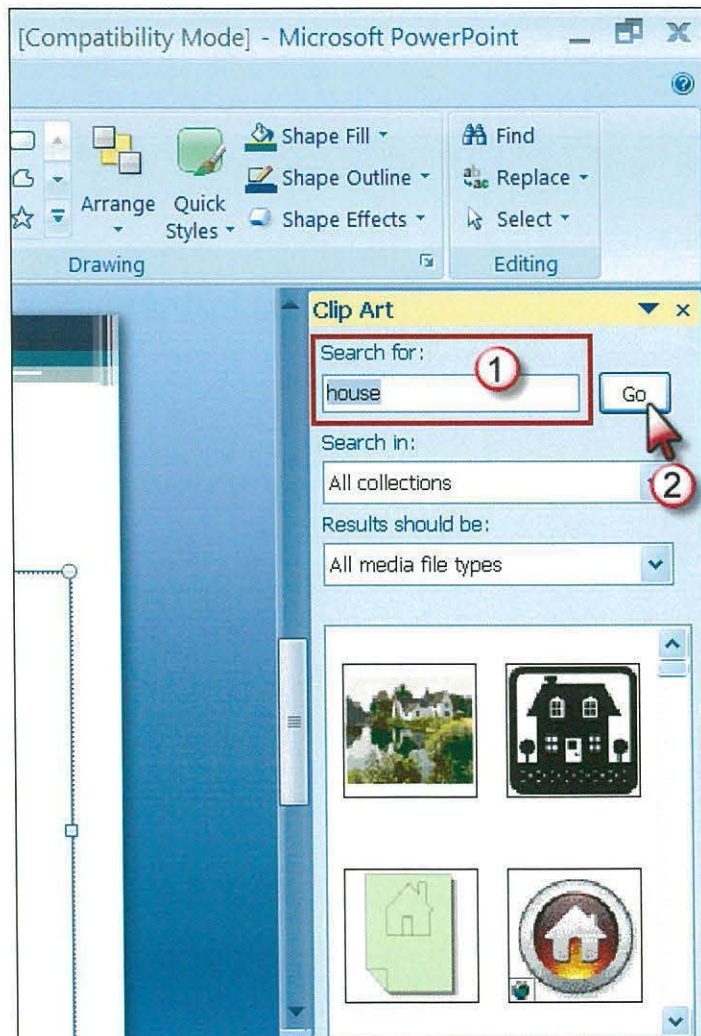 [Compatibility Mode] - Microsoft PowerPoint
Shape Fill
Shape Outline
Shape Effects
Arrange
Quick
Styles
Find
Replace
Select
Drawing
Editing
Clip Art
Search for:
1
house
Go
Search in:
All collections
2
Results should be:
All media file types